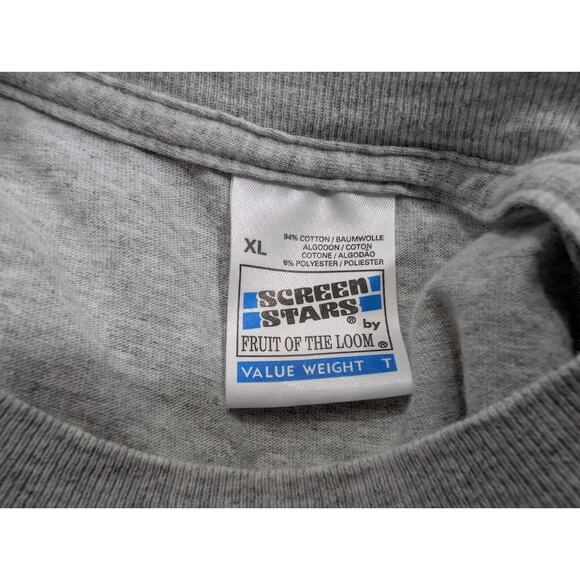 XL
94% COTTON / BAUMWOLLE
ALGODON / COTON
COTONE / ALGODAO
6% POLYESTER / POLIESTER
SCREEN
STARS ®
by
FRUIT OF THE LOOM ®
VALUE WEIGHT T